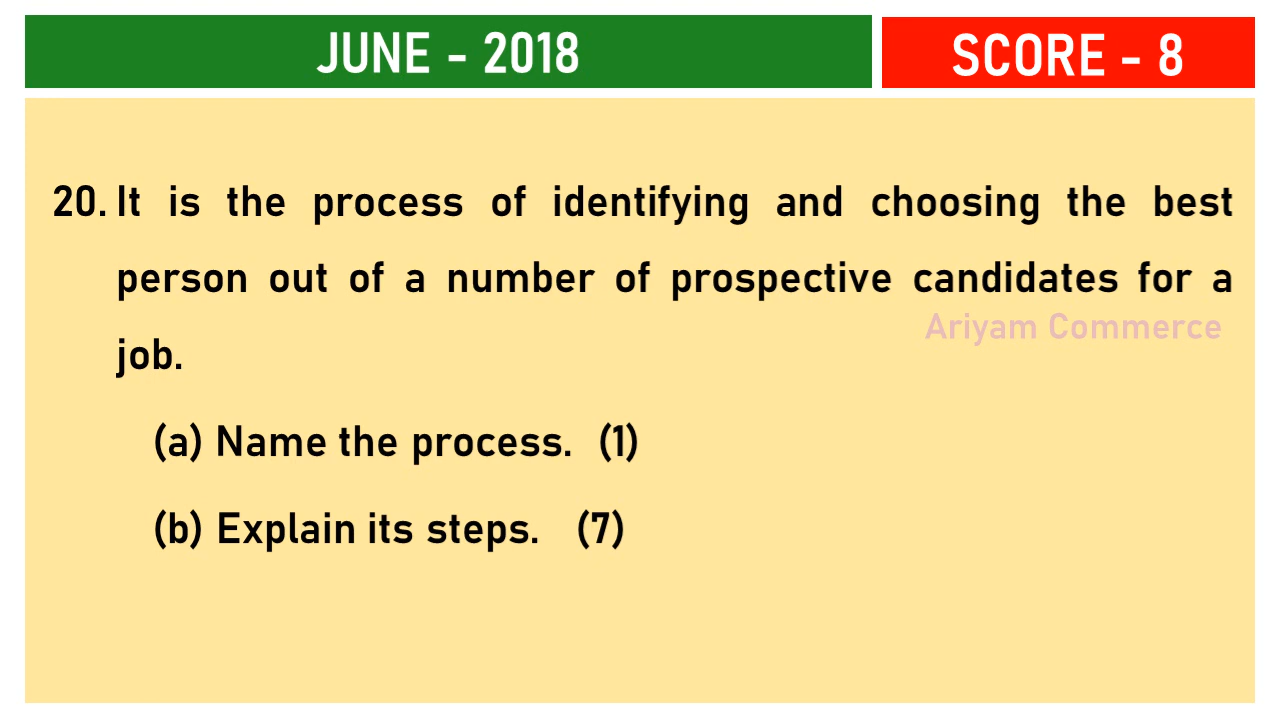 JUNE - 2018
SCORE - 8
20. It is the process of identifying and choosing the best
person out of a number of prospective candidates for a
Ariyam Commerce
job.
(a) Name the process. (1)
(b) Explain its steps. (7)